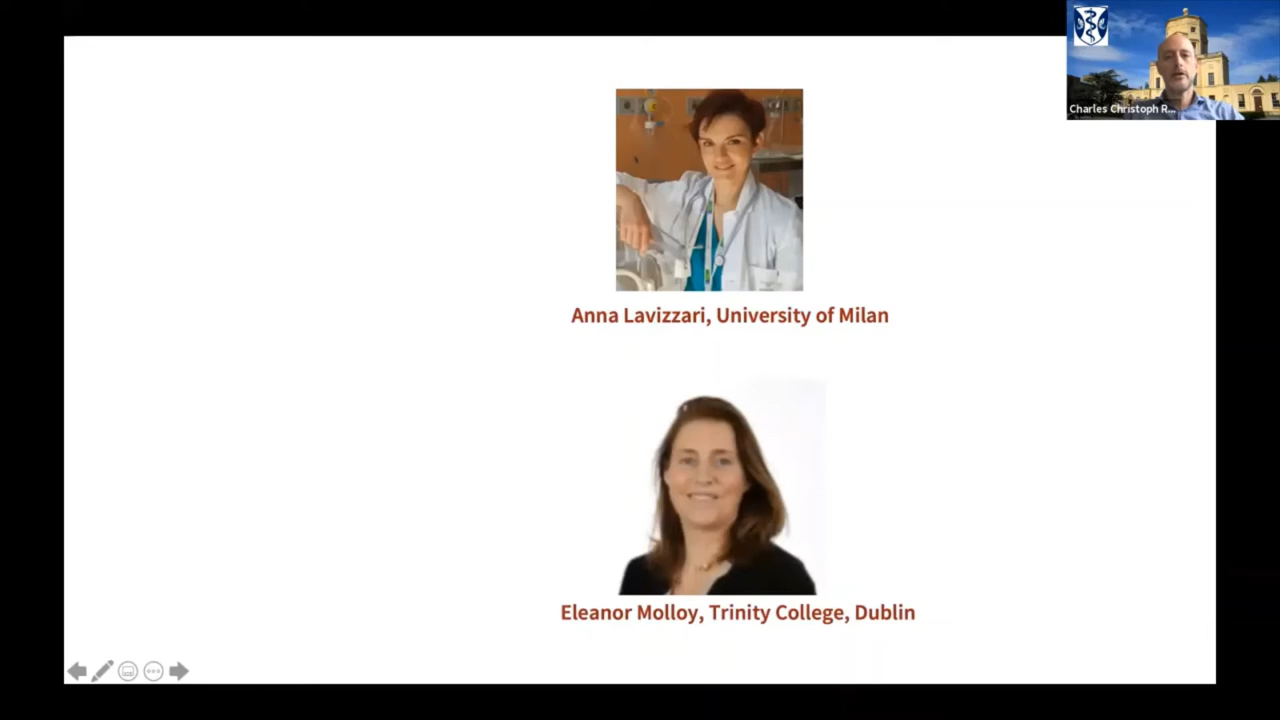 Charles Christoph R...
Anna Lavizzari, University of Milan
Eleanor Molloy, Trinity College, Dublin